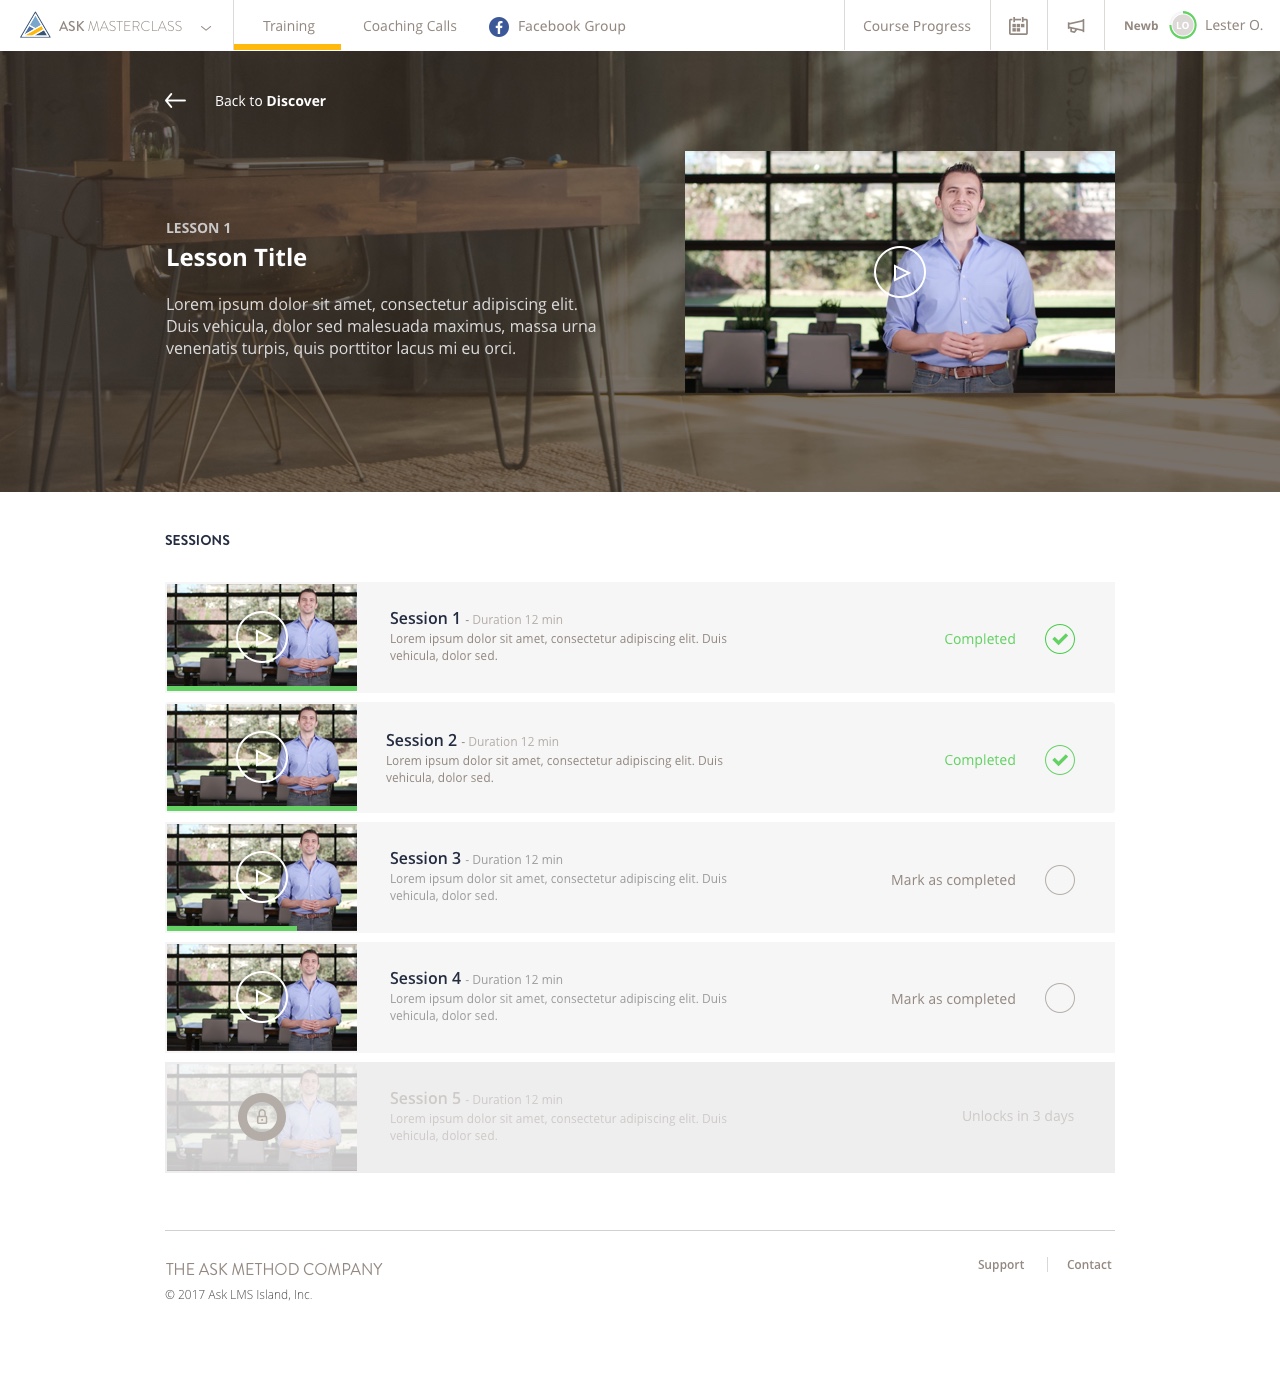 ASK MASTERCLASS
Training
Coaching Calls
Facebook Group
Course Progress
Newb
LO
Lester O.
Back to Discover
LESSON 1
Lesson Title
Lorem ipsum dolor sit amet, consectetur adipiscing elit.
Duis vehicula, dolor sed malesuada maximus, massa urna
venenatis turpis, quis porttitor lacus mi eu orci.
SESSIONS
Session 1 - Duration 12 min
Lorem ipsum dolor sit amet, consectetur adipiscing elit. Duis
vehicula, dolor sed.
Completed
Session 2 - Duration 12 min
Lorem ipsum dolor sit amet, consectetur adipiscing elit. Duis
vehicula, dolor sed.
Completed
Session 3 - Duration 12 min
Lorem ipsum dolor sit amet, consectetur adipiscing elit. Duis
vehicula, dolor sed.
Mark as completed
Session 4 - Duration 12 min
Lorem ipsum dolor sit amet, consectetur adipiscing elit. Duis
vehicula, dolor sed.
Mark as completed
Session 5 - Duration 12 min
Lorem ipsum dolor sit amet, consectetur adipiscing elit. Duis
vehicula, dolor sed.
Unlocks in 3 days
THE ASK METHOD COMPANY
© 2017 Ask LMS Island, Inc.
Support
Contact